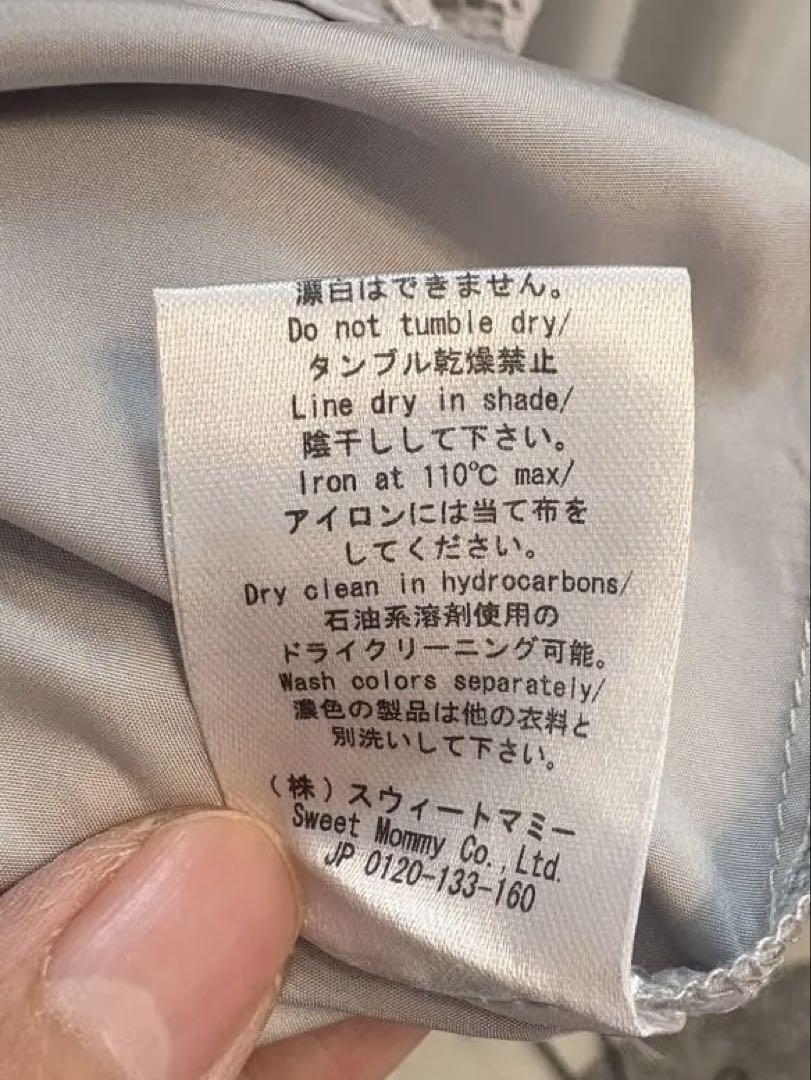 漂白はできません。
Do not tumble dry/
タンブル乾燥禁止
Line dry in shade/
陰干しして下さい。
Iron at 110℃ max/
アイロンには当て布を
してください。
Dry clean in hydrocarbons/
石油系溶剤使用の
ドライクリーニング可能。
Wash colors separately/
濃色の製品は他の衣料と
別洗いして下さい。
(株)スウィートマミー
Sweet Mommy Co.,Ltd.
JP 0120-133-160